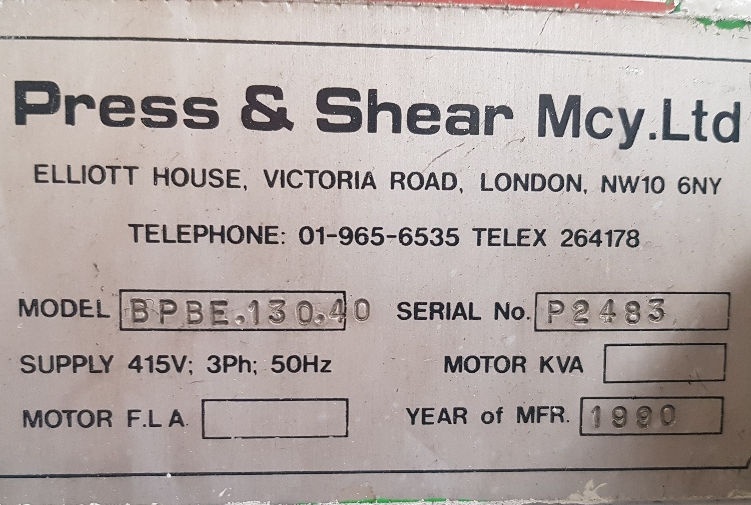 Press & Shear Mcy.Ltd
ELLIOTT HOUSE, VICTORIA ROAD, LONDON, NW10 6NY
TELEPHONE: 01-965-6535 TELEX 264178
MODEL BPBE.130.40 SERIAL No. P2483
SUPPLY 415V; 3Ph; 50Hz MOTOR KVA
MOTOR F.L.A. YEAR of MFR. 1990